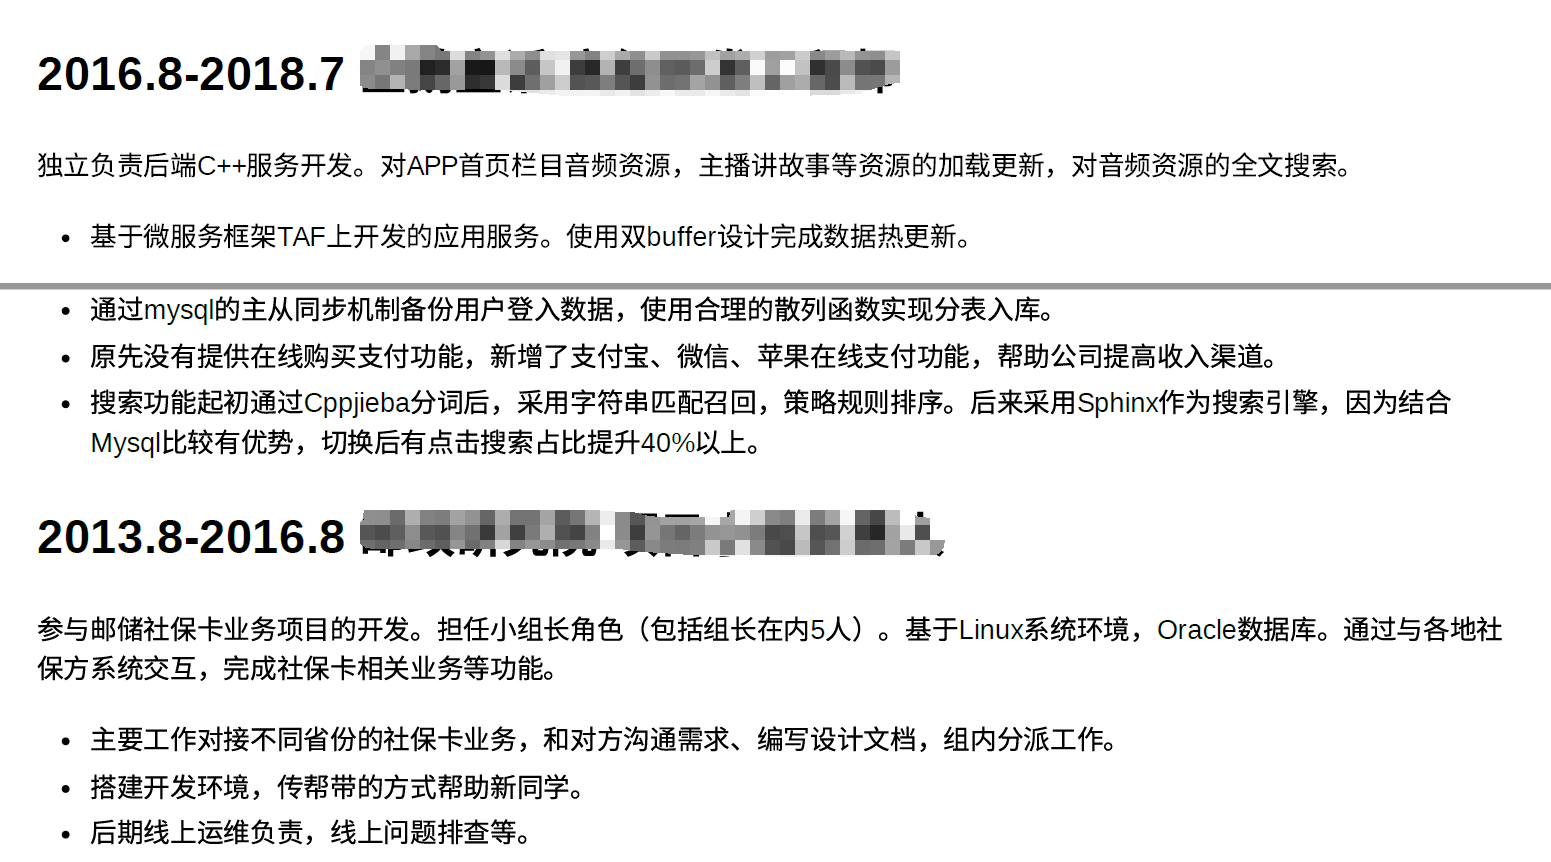 2016.8-2018.7
独立负责后端C++服务开发。对APP首页栏目音频资源，主播讲故事等资源的加载更新，对音频资源的全文搜索。
• 基于微服务框架TAF上开发的应用服务。使用双buffer设计完成数据热更新。
• 通过mysql的主从同步机制备份用户登入数据，使用合理的散列函数实现分表入库。
• 原先没有提供在线购买支付功能，新增了支付宝、微信、苹果在线支付功能，帮助公司提高收入渠道。
• 搜索功能起初通过Cppjieba分词后，采用字符串匹配召回，策略规则排序。后来采用Sphinx作为搜索引擎，因为结合
Mysql比较有优势，切换后有点击搜索占比提升40%以上。
2013.8-2016.8
参与邮储社保卡业务项目的开发。担任小组长角色（包括组长在内5人）。基于Linux系统环境，Oracle数据库。通过与各地社
保方系统交互，完成社保卡相关业务等功能。
• 主要工作对接不同省份的社保卡业务，和对方沟通需求、编写设计文档，组内分派工作。
• 搭建开发环境，传帮带的方式帮助新同学。
• 后期线上运维负责，线上问题排查等。